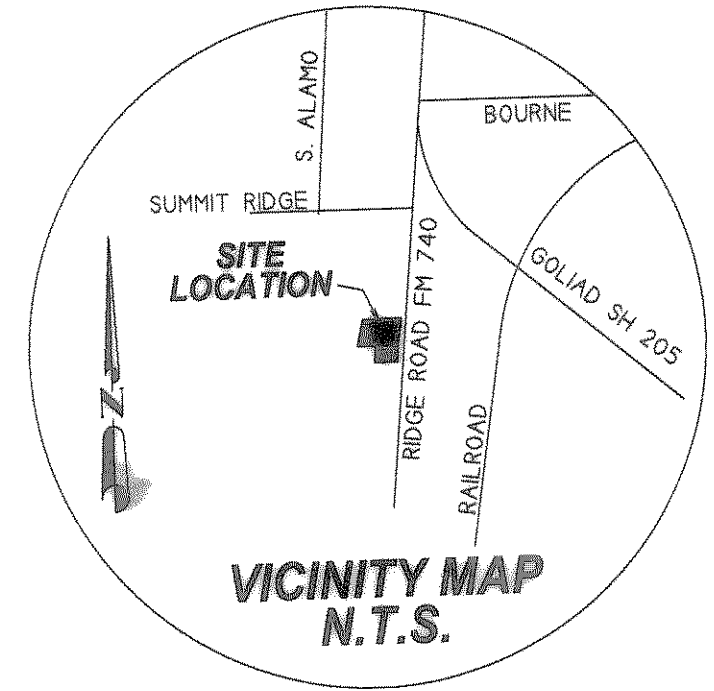 S. ALAMO
BOURNE
SUMMIT RIDGE
SITE
LOCATION
RIDGE ROAD FM 740
GOLIAD SH 205
N
RAILROAD
VICINITY MAP
N.T.S.